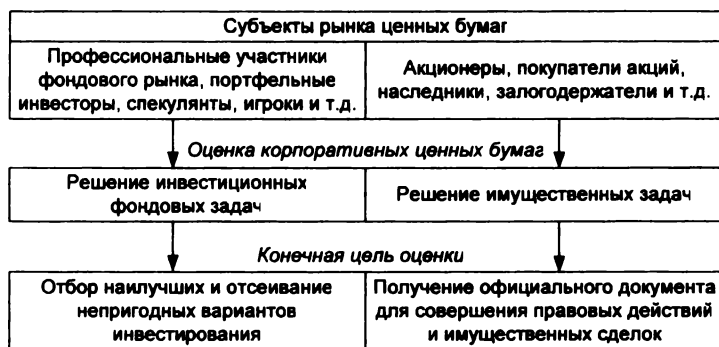 Субъекты рынка ценных бумаг
Профессиональные участники
фондового рынка, портфельные
инвесторы, спекулянты, игроки и т.д.
Акционеры, покупатели акций,
наследники, залогодержатели и т.д.
Оценка корпоративных ценных бумаг
Решение инвестиционных
фондовых задач
Решение имущественных задач
Конечная цель оценки
Отбор наилучших и отсеивание
непригодных вариантов
инвестирования
Получение официального документа
для совершения правовых действий
и имущественных сделок